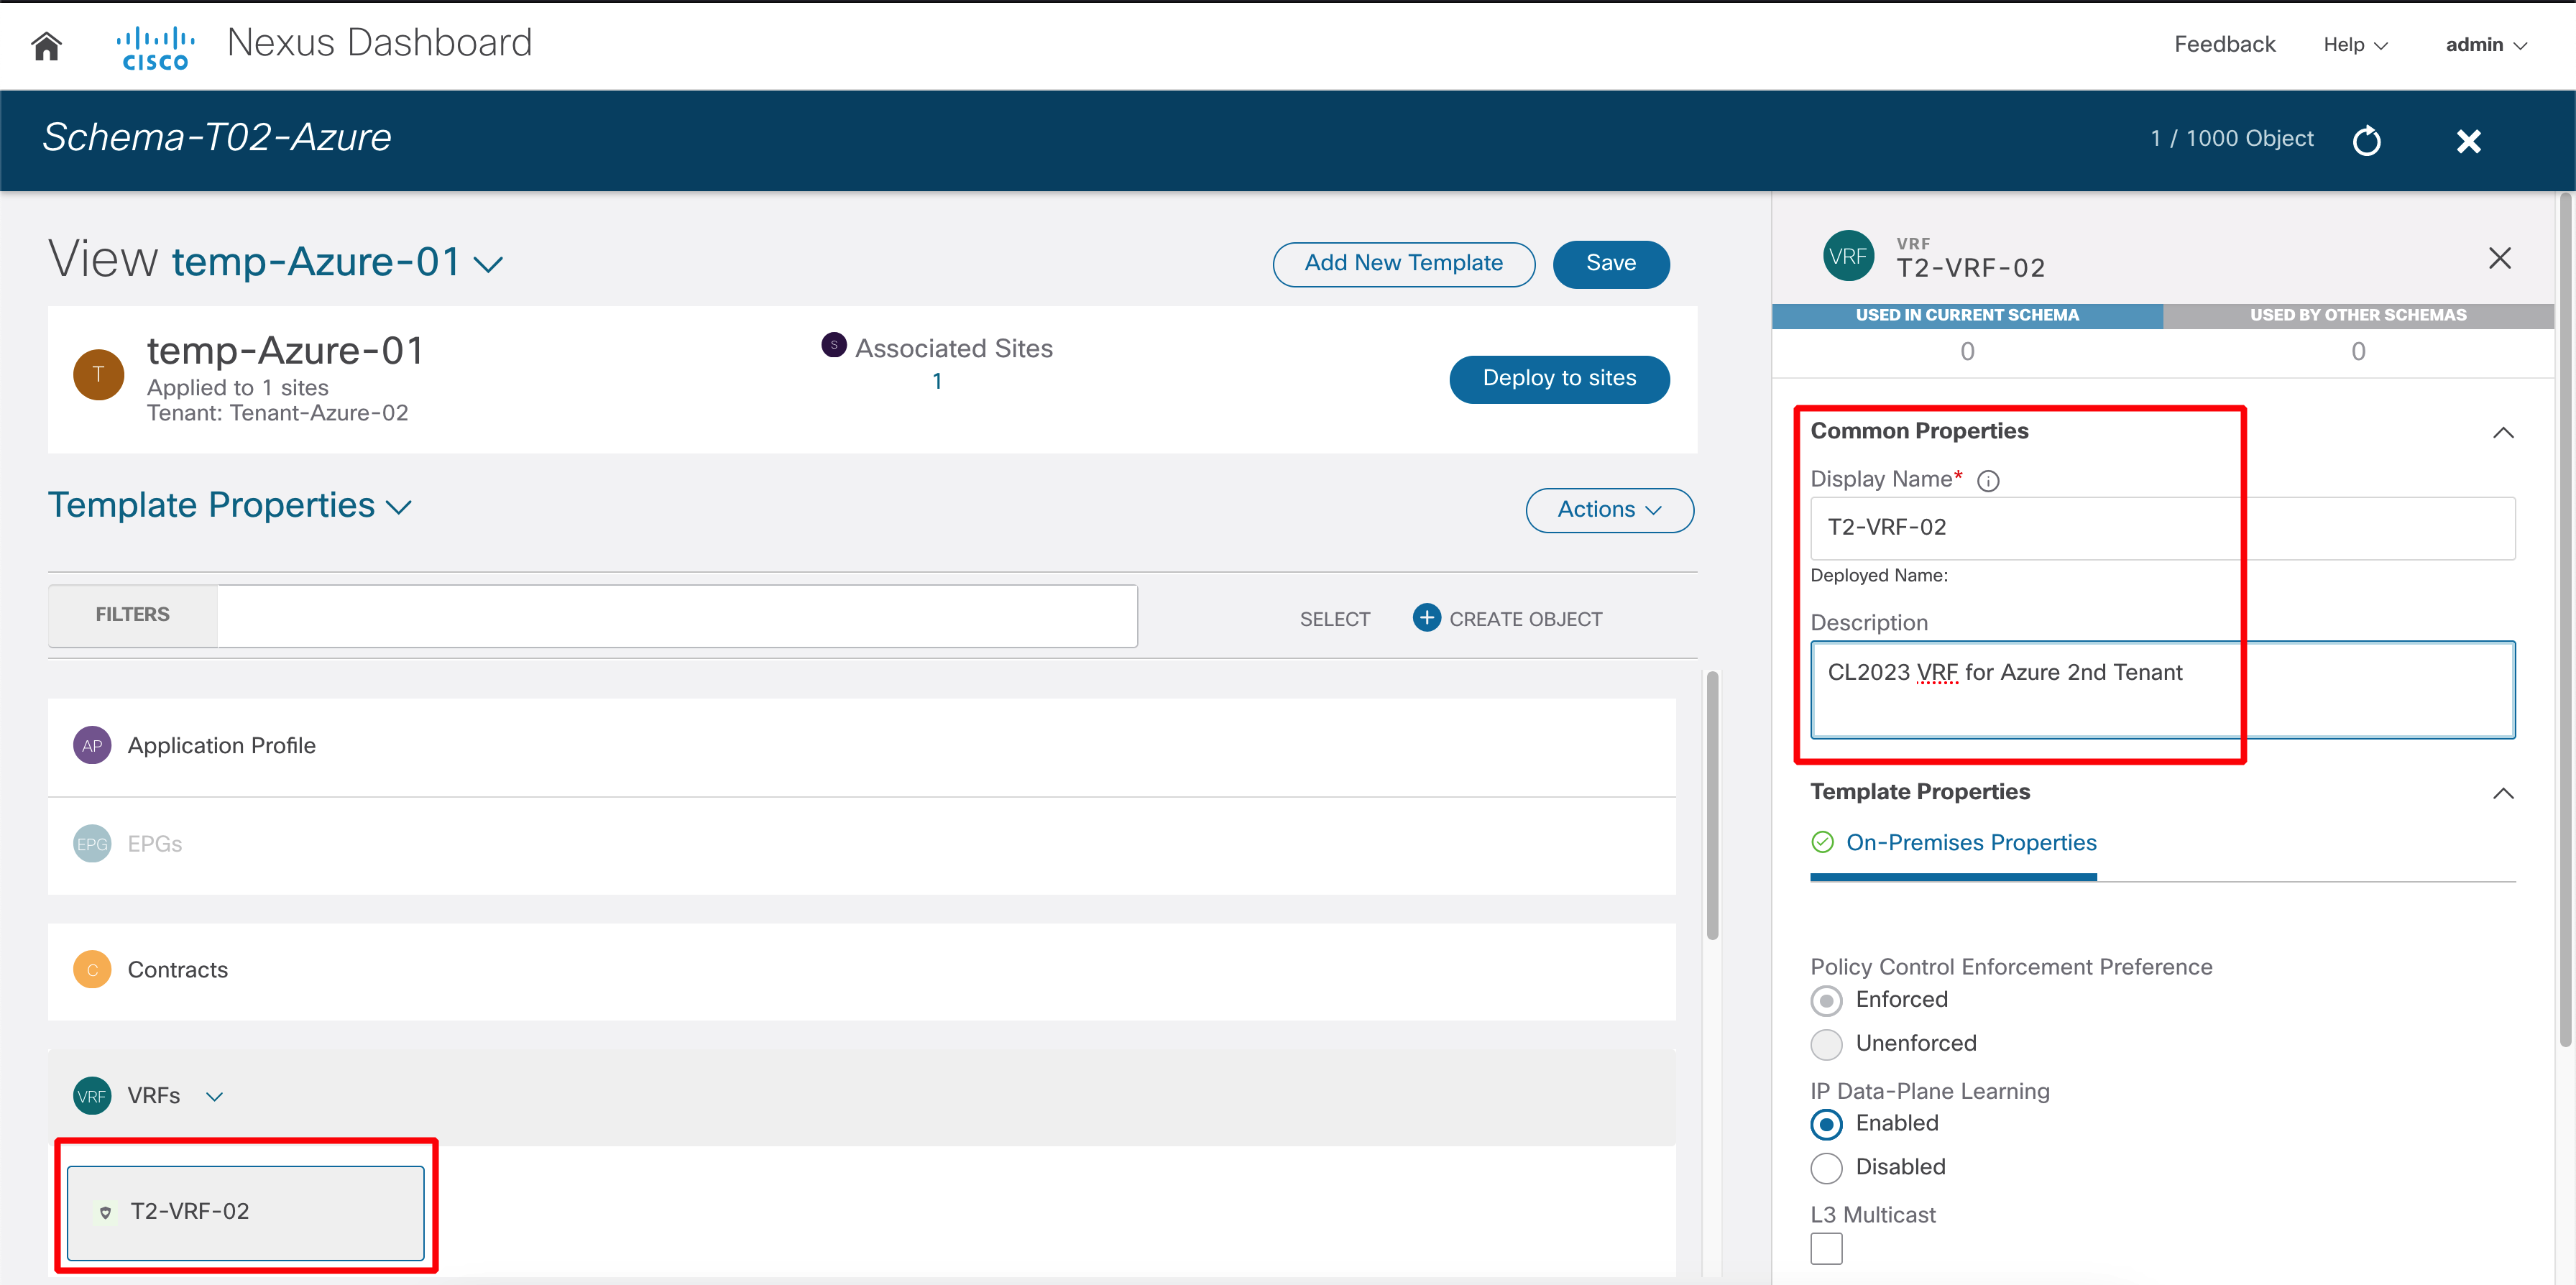 CISCO Nexus Dashboard Feedback Help admin
Schema-T02-Azure 1 / 1000 Object
View temp-Azure-01 Add New Template Save
T temp-Azure-01
Applied to 1 sites
Tenant: Tenant-Azure-02
S Associated Sites
1
Deploy to sites
Template Properties Actions
FILTERS SELECT CREATE OBJECT
AP Application Profile
EPG EPGs
C Contracts
VRF VRFs
T2-VRF-02
VRF VRF
T2-VRF-02
USED IN CURRENT SCHEMA USED BY OTHER SCHEMAS
0 0
Common Properties
Display Name*
T2-VRF-02
Deployed Name:
Description
CL2023 VRF for Azure 2nd Tenant
Template Properties
On-Premises Properties
Policy Control Enforcement Preference
Enforced
Unenforced
IP Data-Plane Learning
Enabled
Disabled
L3 Multicast